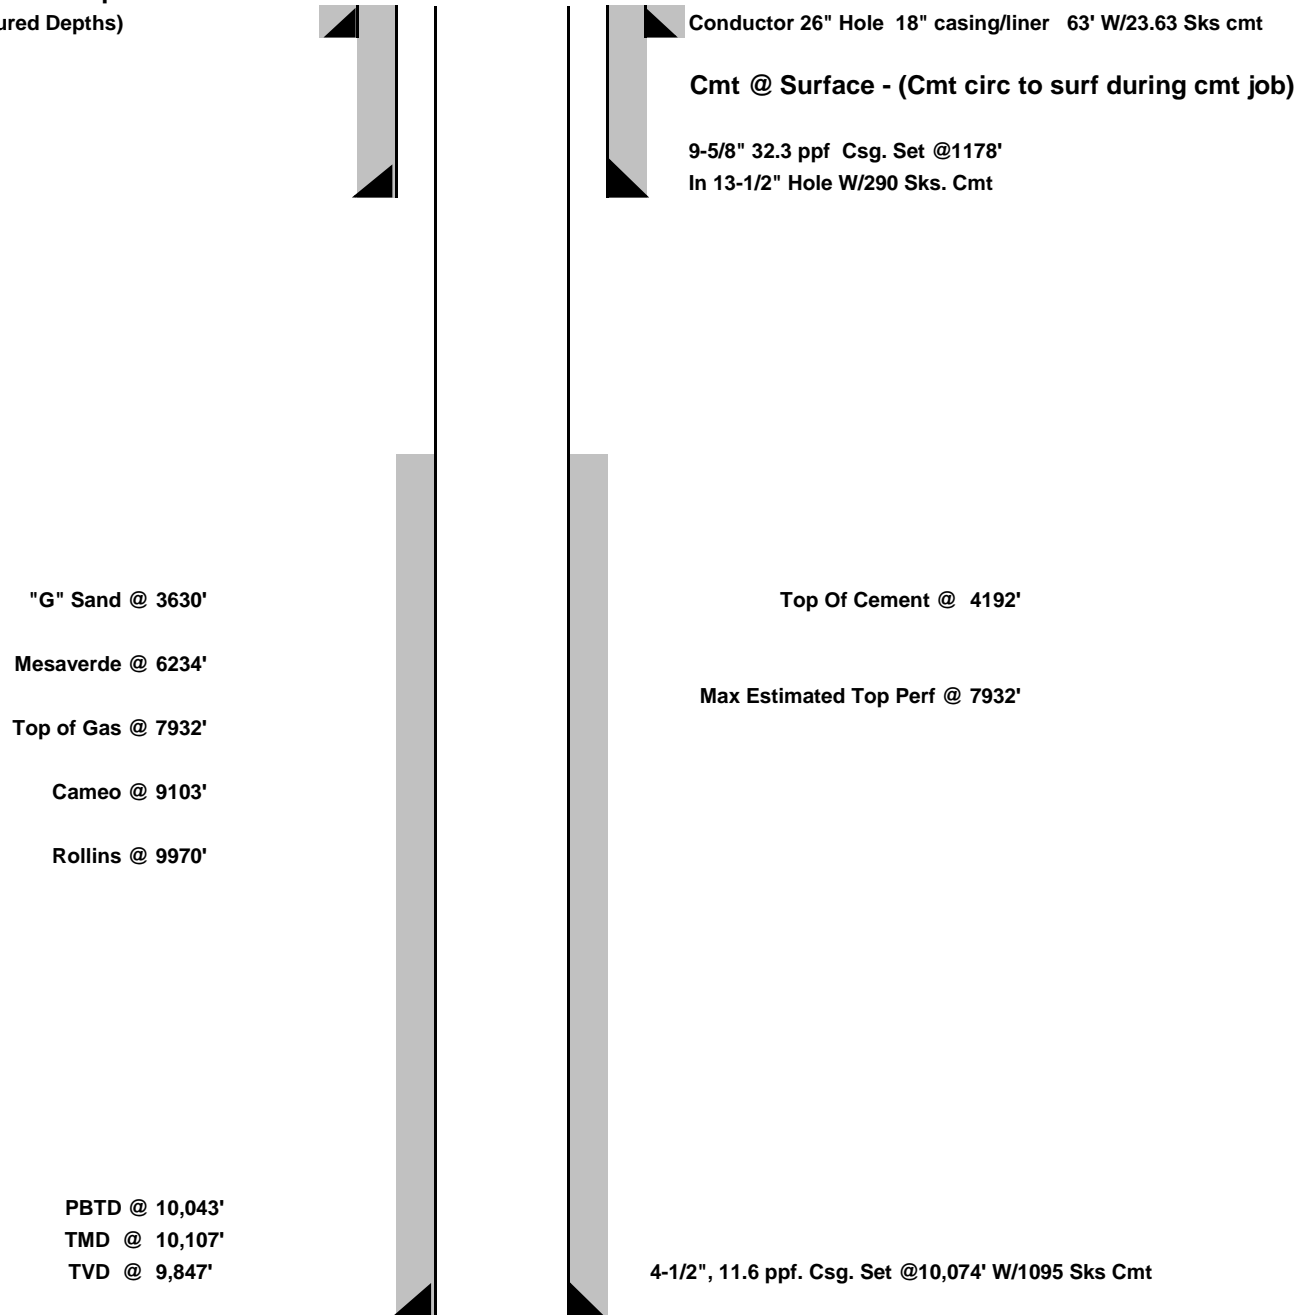 ured Depths)
Conductor 26" Hole 18" casing/liner 63' W/23.63 Sks cmt
Cmt @ Surface - (Cmt circ to surf during cmt job)
9-5/8" 32.3 ppf Csg. Set @1178'
In 13-1/2" Hole W/290 Sks. Cmt
"G" Sand @ 3630'
Top Of Cement @ 4192'
Mesaverde @ 6234'
Max Estimated Top Perf @ 7932'
Top of Gas @ 7932'
Cameo @ 9103'
Rollins @ 9970'
PBTD @ 10,043'
TMD @ 10,107'
TVD @ 9,847'
4-1/2", 11.6 ppf. Csg. Set @10,074' W/1095 Sks Cmt